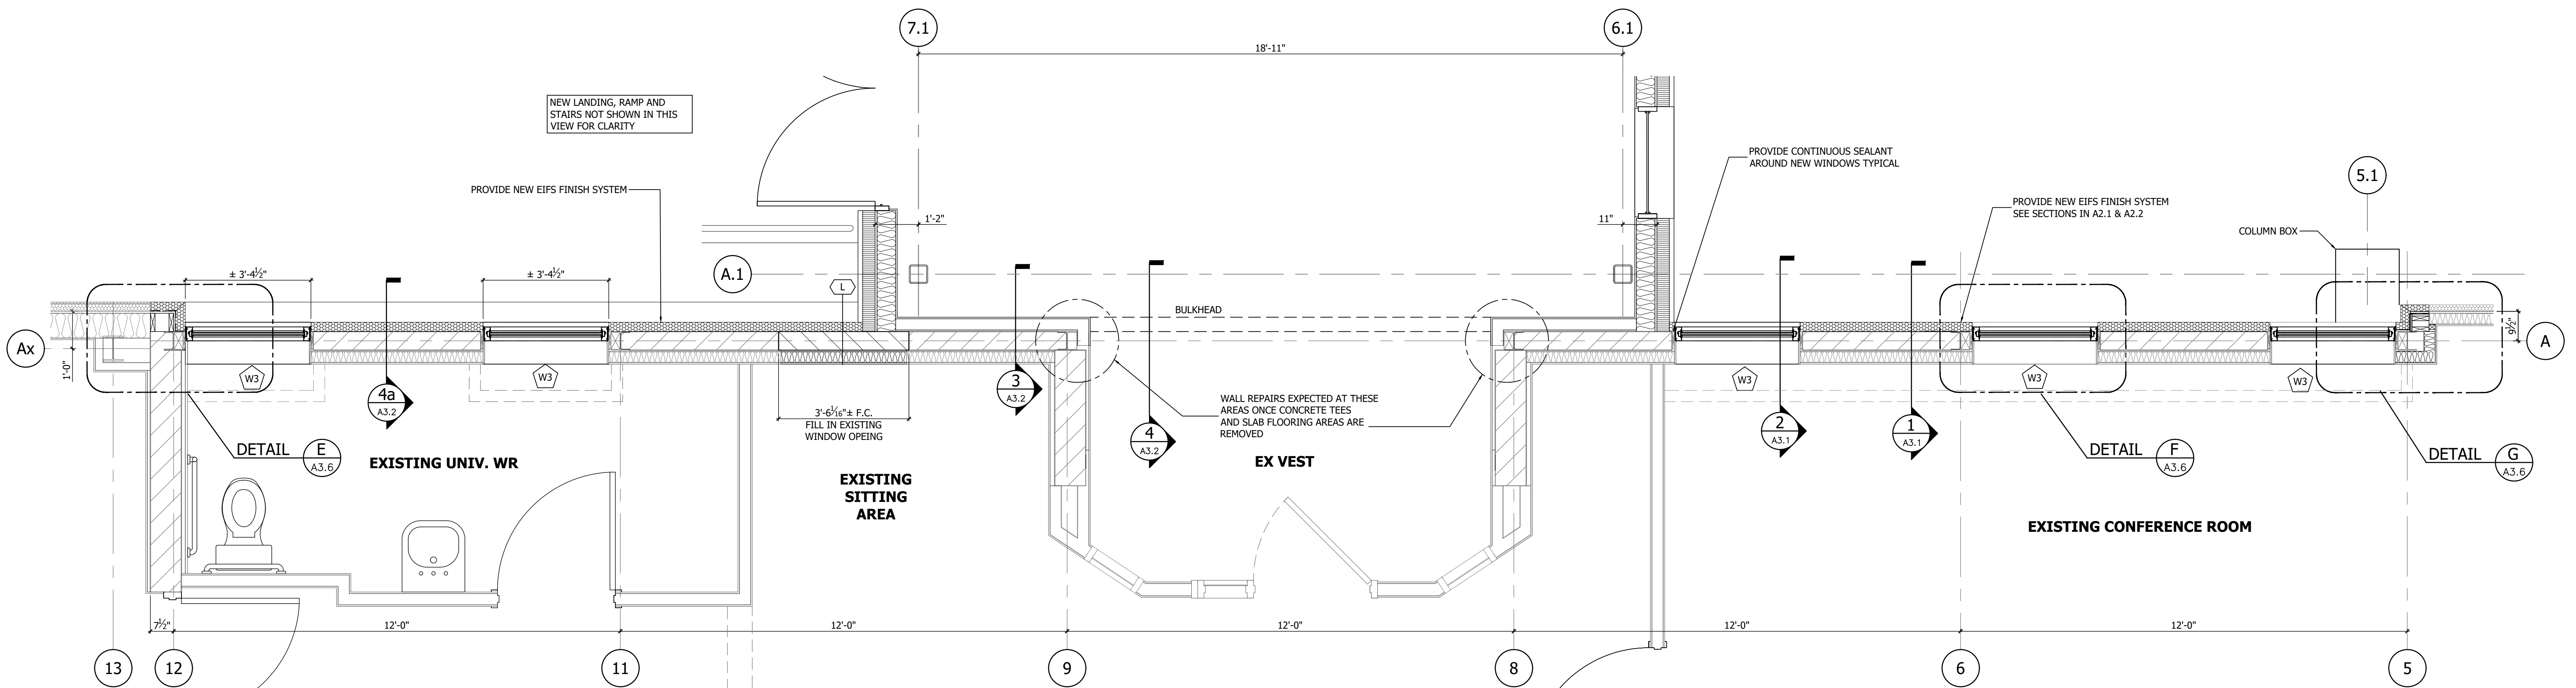 7.1
6.1
18'-11"
NEW LANDING, RAMP AND
STAIRS NOT SHOWN IN THIS
VIEW FOR CLARITY
PROVIDE CONTINUOUS SEALANT
AROUND NEW WINDOWS TYPICAL
5.1
PROVIDE NEW EIFS FINISH SYSTEM
PROVIDE NEW EIFS FINISH SYSTEM
SEE SECTIONS IN A2.1 & A2.2
1'-2"
11"
COLUMN BOX
A.1
± 3'-4½"
± 3'-4½"
L
BULKHEAD
9½"
Ax
A
1'-0"
W3
W3
W3
W3
W3
4a
A3.2
3
A3.2
4
A3.2
2
A3.1
1
A3.1
3'-6 1/16"± F.C.
FILL IN EXISTING
WINDOW OPEING
WALL REPAIRS EXPECTED AT THESE
AREAS ONCE CONCRETE TEES
AND SLAB FLOORING AREAS ARE
REMOVED
DETAIL
E
A3.6
DETAIL
F
A3.6
DETAIL
G
A3.6
EXISTING UNIV. WR
EX VEST
EXISTING
SITTING
AREA
EXISTING CONFERENCE ROOM
7½"
12'-0"
12'-0"
12'-0"
12'-0"
12'-0"
13
12
11
9
8
6
5